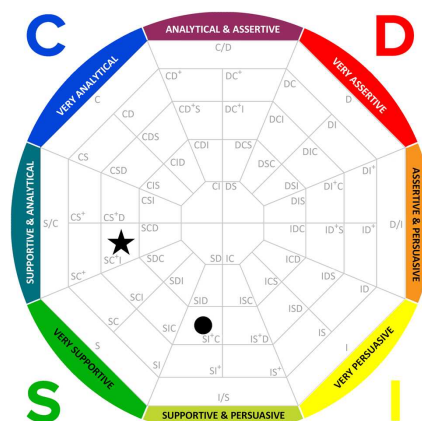 C
D
ANALYTICAL & ASSERTIVE
C/D
VERY ANALYTICAL
VERY ASSERTIVE
CD+
DC+
C
DC
D
CD+S
DC+I
CD
DCI
DI
CDS
CDI
DCS
DIC
CS
CID
DSC
DI+
CSD
CIS
CI
DS
DSI
DI+C
SUPPORTIVE & ANALYTICAL
ASSERTIVE & PERSUASIVE
CSI
DIS
S/C
CS+
CS+D
SCD
IDC
ID+S
ID+
D/I
SC+I
SDC
SD
IC
ICD
SC+
SDI
ICS
IDS
ID
SCI
SID
ISC
ISD
SC
SIC
IS
S
SI+C
IS+D
I
SI
SI+
IS+
VERY SUPPORTIVE
VERY PERSUASIVE
I/S
S
I
SUPPORTIVE & PERSUASIVE